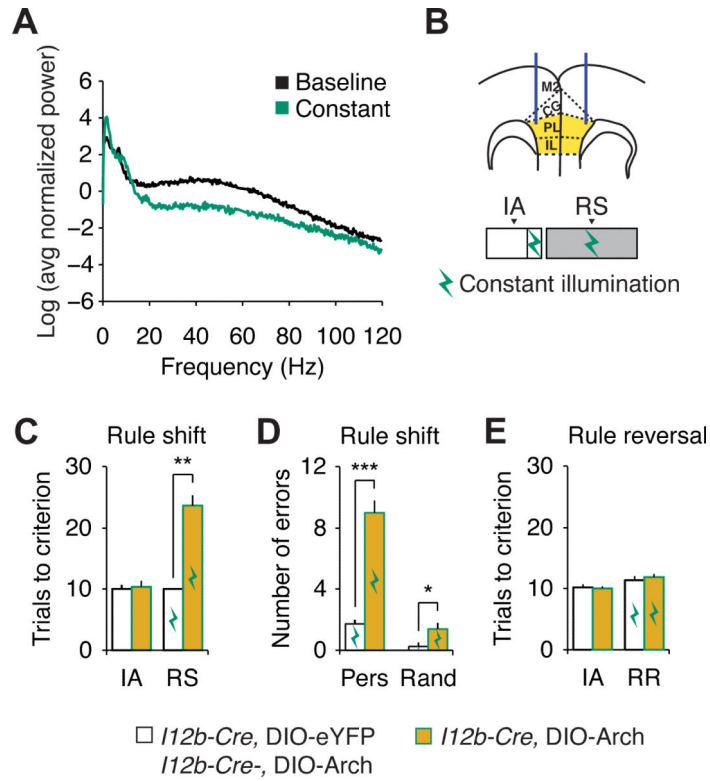 A
Log (avg normalized power)
6
4
2
0
−2
−4
−6
Baseline
Constant
0 20 40 60 80 100 120
Frequency (Hz)
B
M2
CG
PL
IL
IA RS
Constant illumination
C
Rule shift
Trials to criterion
30
20
10
0
**
IA RS
D
Rule shift
Number of errors
12
8
4
0
***
*
Pers Rand
E
Rule reversal
Trials to criterion
30
20
10
0
IA RR
I12b-Cre, DIO-eYFP
I12b-Cre-, DIO-Arch
I12b-Cre, DIO-Arch